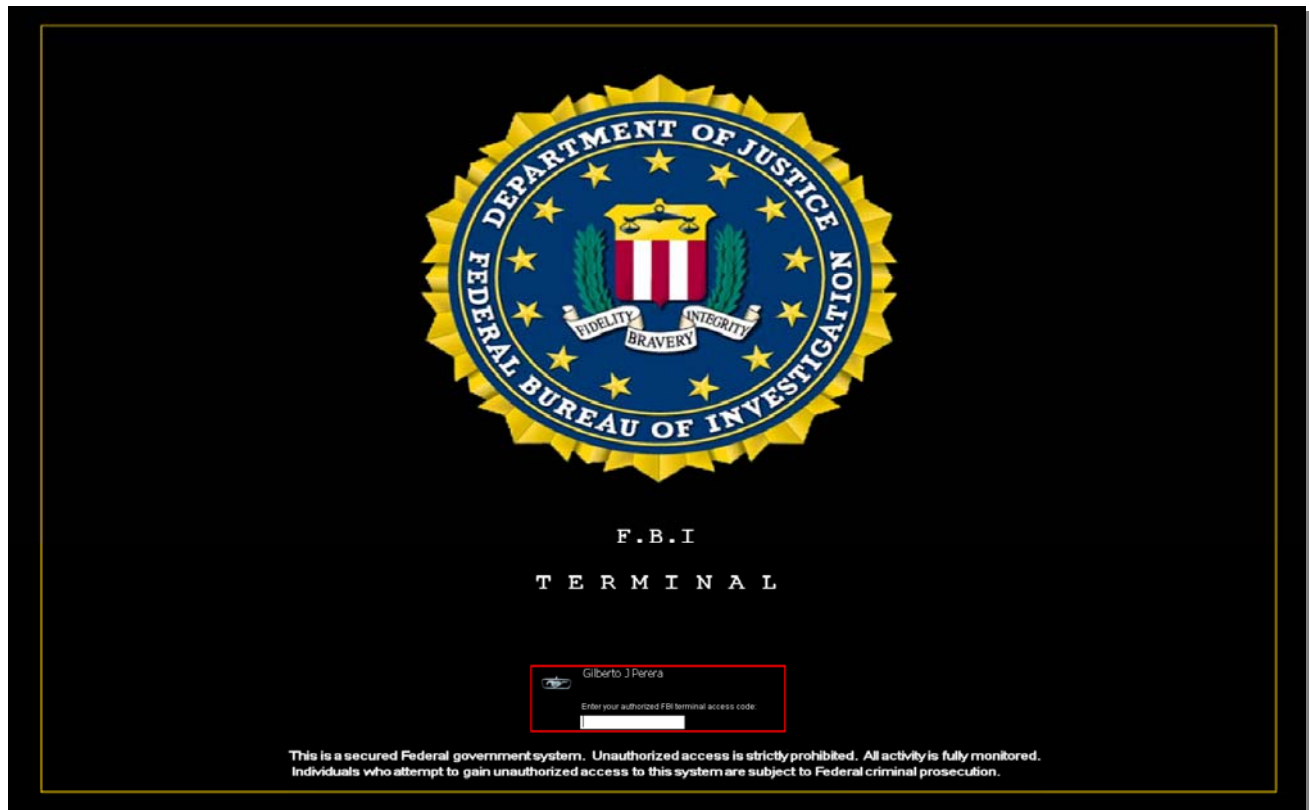 DEPARTMENT OF JUSTICE
FEDERAL BUREAU OF INVESTIGATION
FIDELITY
BRAVERY
INTEGRITY
F.B.I
T E R M I N A L
Gilberto J Perera
Enter your authorized FBI terminal access code:
This is a secured Federal government system. Unauthorized access is strictly prohibited. All activity is fully monitored.
Individuals who attempt to gain unauthorized access to this system are subject to Federal criminal prosecution.